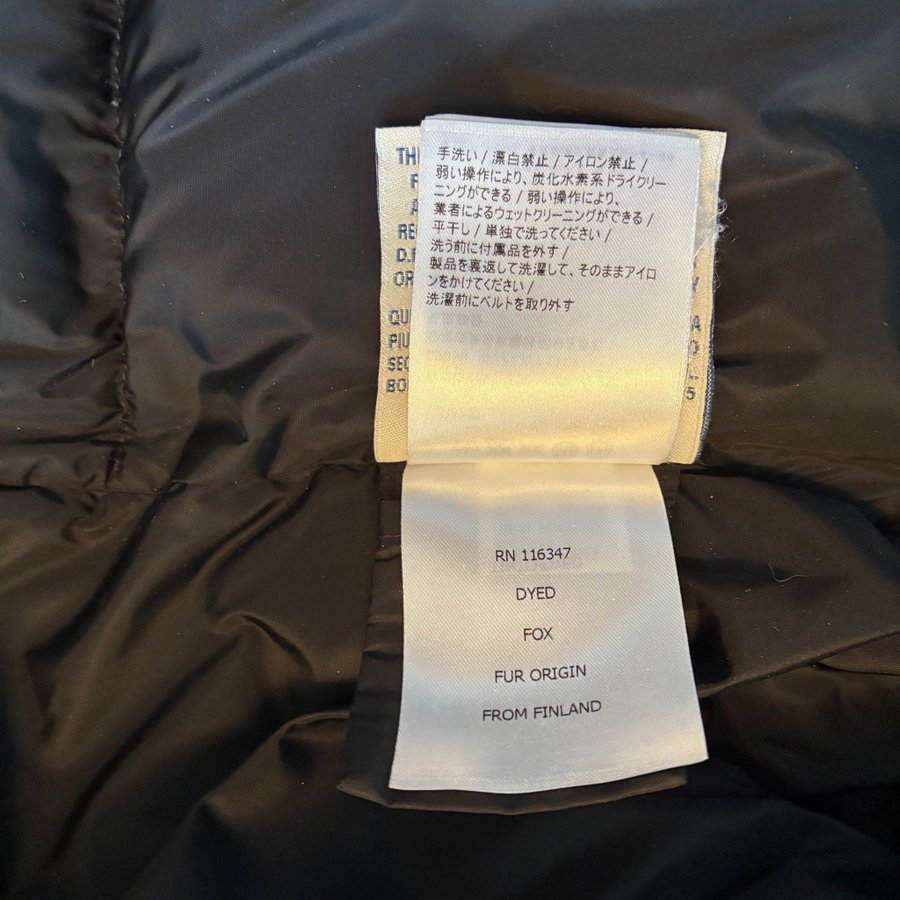 手洗い / 漂白禁止 / アイロン禁止 /
弱い操作により、炭化水素系ドライクリー
ニングができる / 弱い操作により、
業者によるウェットクリーニングができる /
平干し / 単独で洗ってください /
洗う前に付属品を外す /
製品を裏返して洗濯して、そのままアイロ
ンをかけてください /
洗濯前にベルトを取り外す
RN 116347
DYED
FOX
FUR ORIGIN
FROM FINLAND